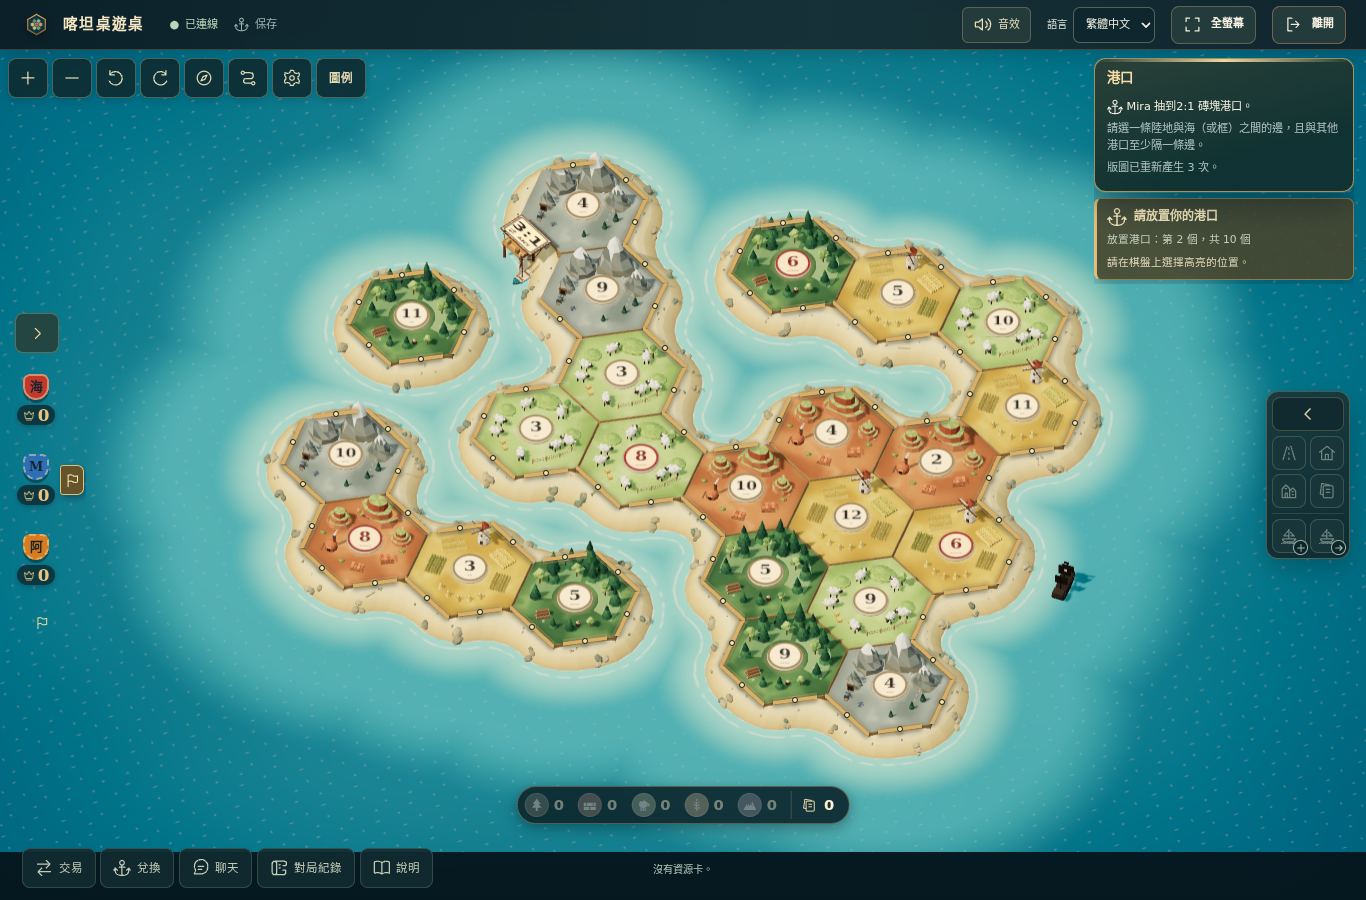 喀坦桌遊桌
已連線
保存
音效
語言
繁體中文
全螢幕
離開
圖例
港口
Mira 抽到2:1 磚塊港口。
請選一條陸地與海（或框）之間的邊，且與其他
港口至少隔一條邊。
版圖已重新產生 3 次。
請放置你的港口
放置港口：第 2 個，共 10 個
請在棋盤上選擇高亮的位置。
4
3:1
6
9
5
11
10
3
11
3
4
8
2
10
10
12
8
6
3
5
5
9
9
4
海
0
M
0
阿
0
0
0
0
0
0
0
交易
兌換
聊天
對局紀錄
說明
沒有資源卡。